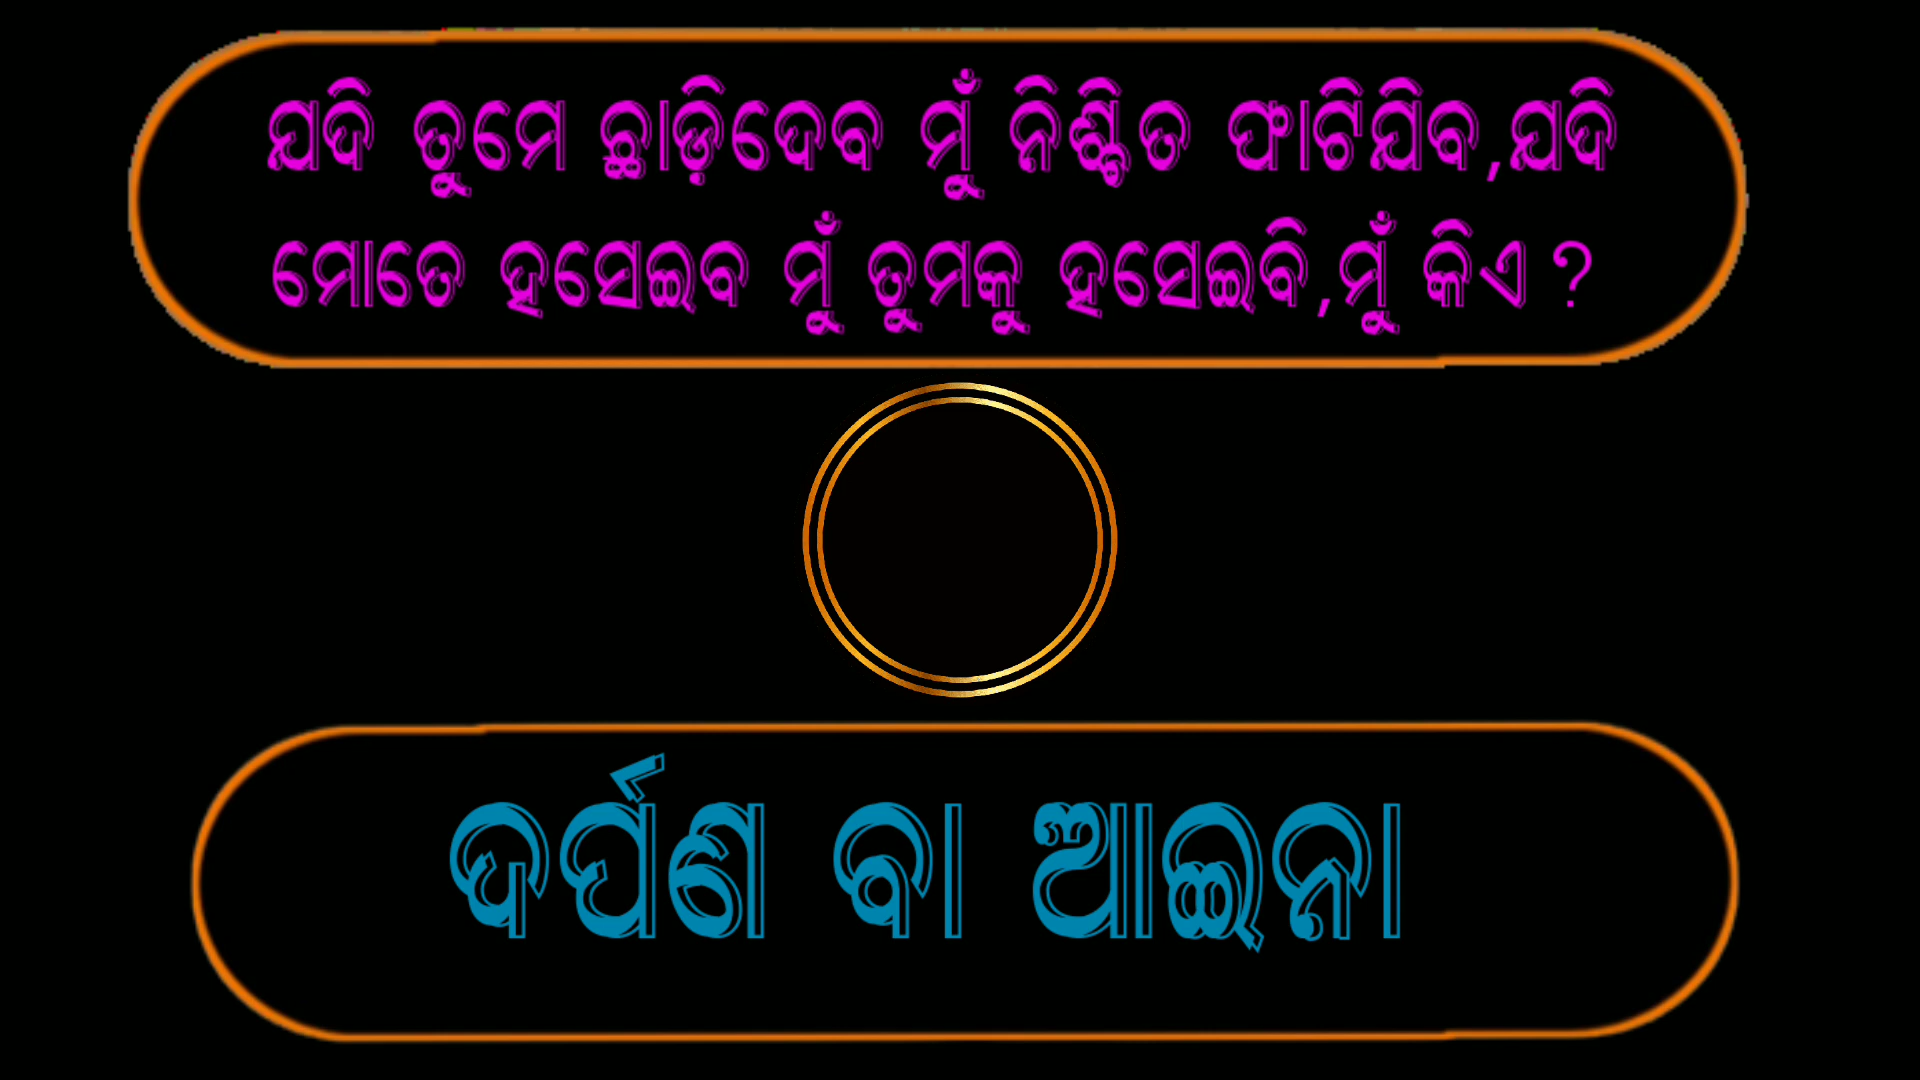 ଯଦି ତୁମେ ଛାଡ଼ିଦେବ ମୁଁ ନିଶ୍ଚିତ ଫାଟିଯିବ,ଯଦି
ମୋତେ ହସେଇବ ମୁଁ ତୁମକୁ ହସେଇବି,ମୁଁ କିଏ ?
ଦର୍ପଣ ବା ଆଇନା